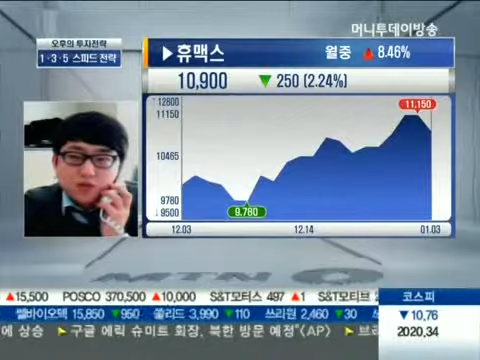 머니투데이방송
오후의 투자전략
1·3·5 스피드 전략
▶휴맥스 월중 ▲ 8.46%
10,900 ▼ 250 (2.24%)
12800
11150
11,150
10465
9780
↓9500
9,780
12.03 12.14 01.03
MTN
▲15,500 POSCO 370,500 ▲10,000 S&T모터스 497 ▲1 S&T모티브
쎌바이오텍 15,850 ▼950 쏠리드 3,990 ▼110 쓰리원 2,460 ▼30
에 상승 ▶구글 에릭 슈미트 회장, 북한 방문 예정"<AP>
코스피
▼10,76
2020,34